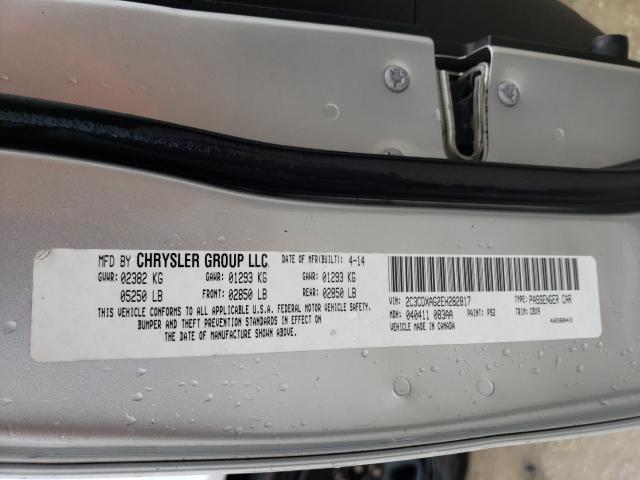 MFD BY CHRYSLER GROUP LLC DATE OF MFR(BUILT): 4-14
GVWR: 02382 KG GAWR: 01293 KG GAWR: 01293 KG
05250 LB FRONT: 02850 LB REAR: 02850 LB
THIS VEHICLE CONFORMS TO ALL APPLICABLE U.S.A. FEDERAL MOTOR VEHICLE SAFETY,
BUMPER AND THEFT PREVENTION STANDARDS IN EFFECT ON
THE DATE OF MANUFACTURE SHOWN ABOVE.
VIN: 2C3CDXAG2EH282817 TYPE: PASSENGER CAR
MDH: 040411 083AA PAINT: PS2 TRIM: CBX9
VEHICLE MADE IN CANADA 4658843